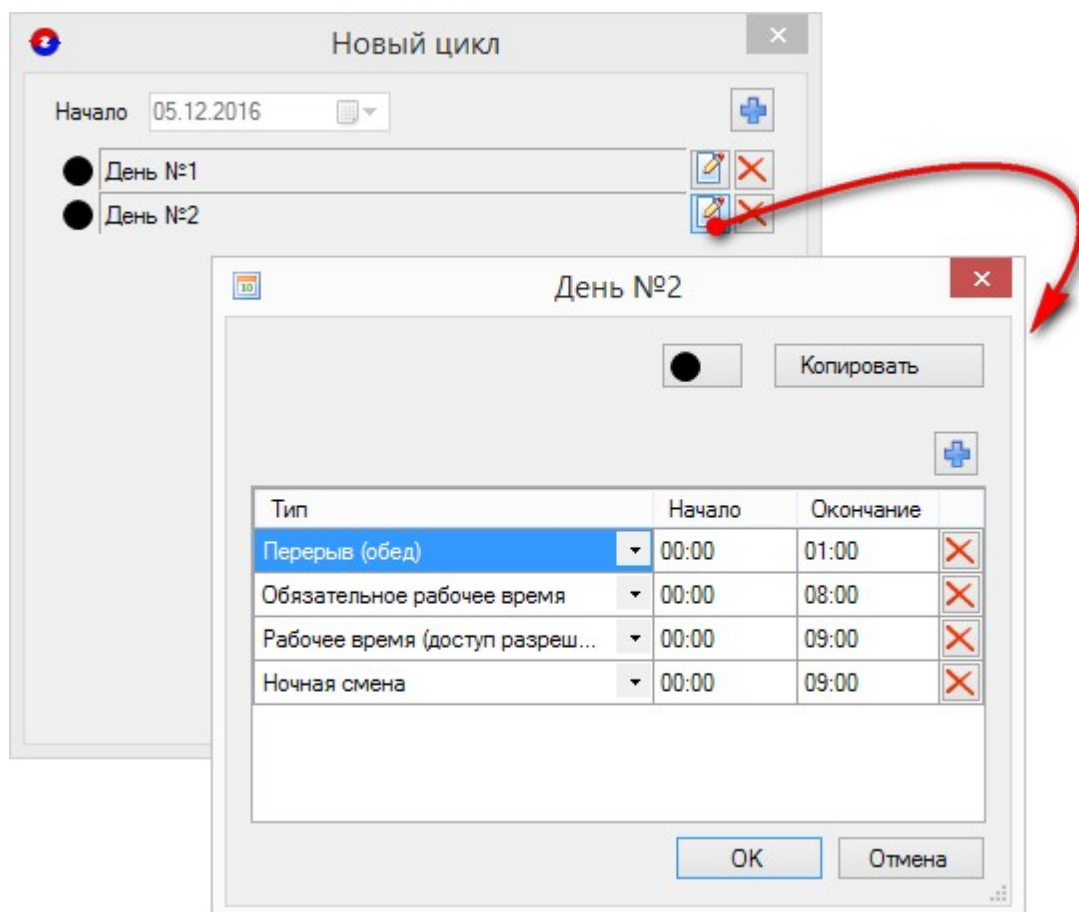 Новый цикл
Начало 05.12.2016
День №1
День №2
День №2
10
Копировать
Тип Начало Окончание
Перерыв (обед) 00:00 01:00
Обязательное рабочее время 00:00 08:00
Рабочее время (доступ разреш... 00:00 09:00
Ночная смена 00:00 09:00
OK Отмена